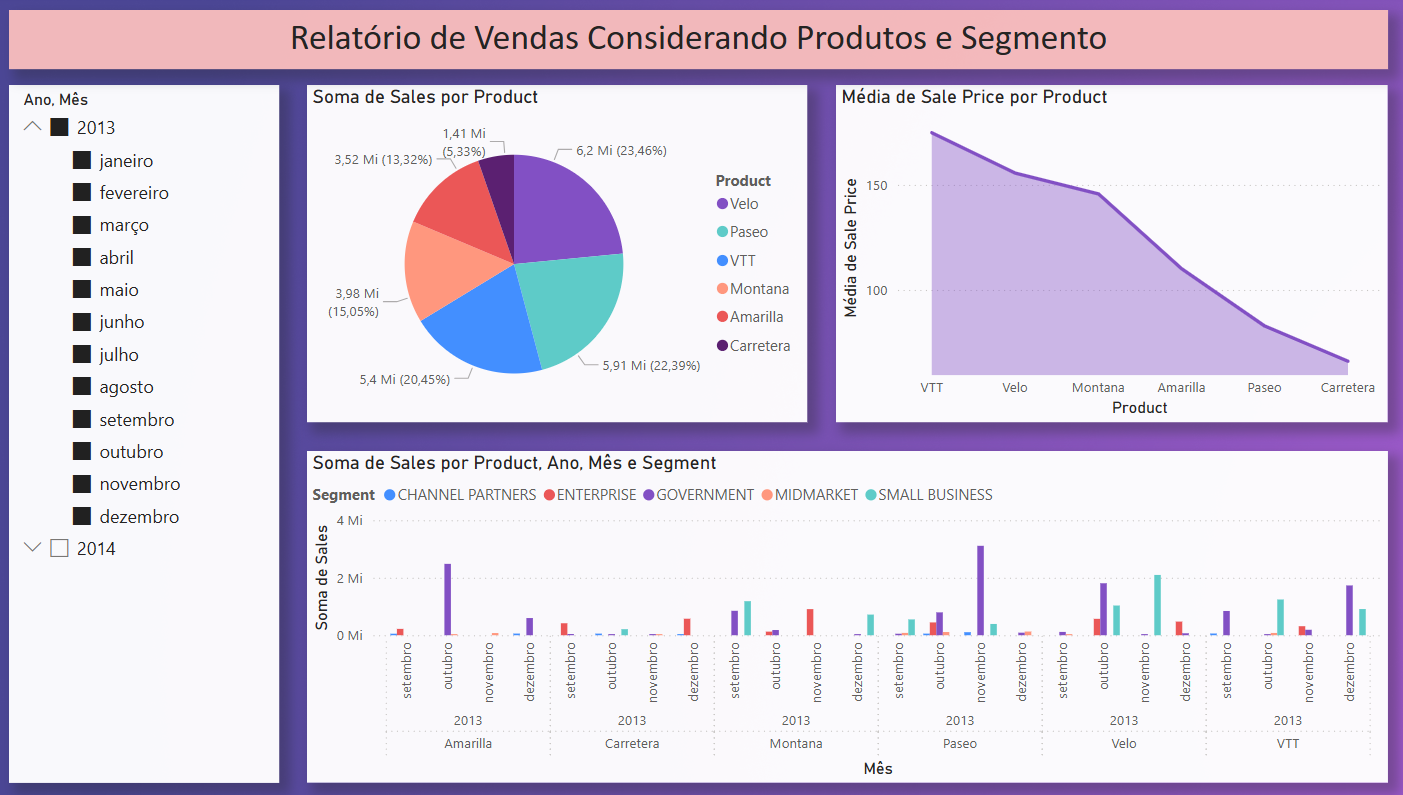 Relatório de Vendas Considerando Produtos e Segmento
Ano, Mês
2013
janeiro
fevereiro
março
abril
maio
junho
julho
agosto
setembro
outubro
novembro
dezembro
2014
Soma de Sales por Product
1,41 Mi
(5,33%)
3,52 Mi (13,32%)
6,2 Mi (23,46%)
3,98 Mi
(15,05%)
5,4 Mi (20,45%)
5,91 Mi (22,39%)
Product
Velo
Paseo
VTT
Montana
Amarilla
Carretera
Média de Sale Price por Product
Média de Sale Price
150
100
VTT Velo Montana Amarilla Paseo Carretera
Product
Soma de Sales por Product, Ano, Mês e Segment
Segment CHANNEL PARTNERS ENTERPRISE GOVERNMENT MIDMARKET SMALL BUSINESS
Soma de Sales
4 Mi
2 Mi
0 Mi
setembro outubro novembro dezembro setembro outubro novembro dezembro setembro outubro novembro dezembro setembro outubro novembro dezembro setembro outubro novembro dezembro setembro outubro novembro dezembro
2013 2013 2013 2013 2013 2013
Amarilla Carretera Montana Paseo Velo VTT
Mês